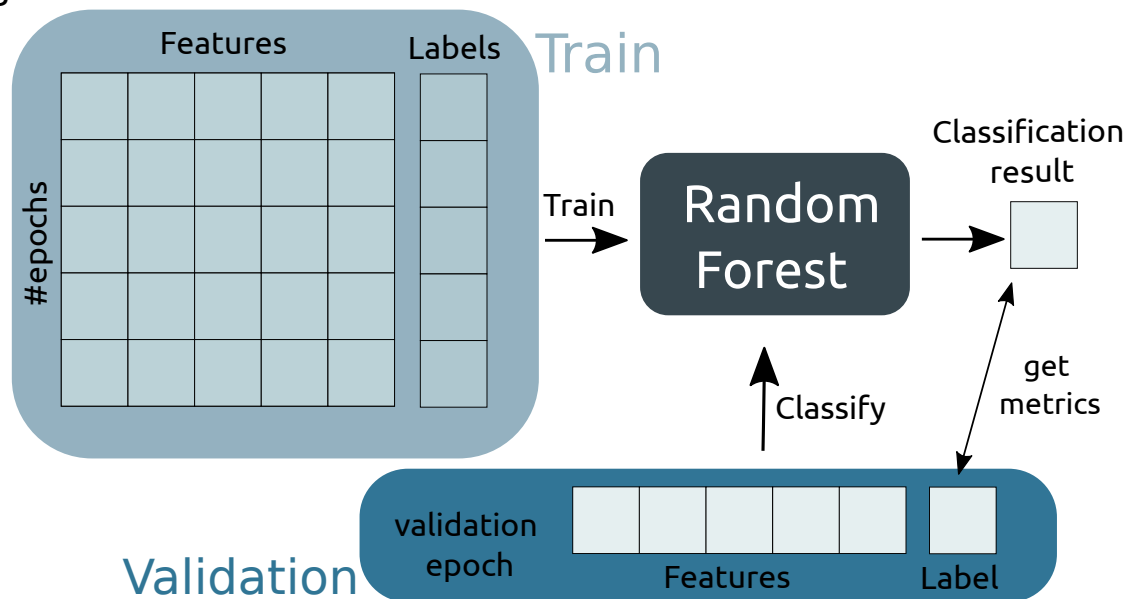 Features
Labels
Train
#epochs
Train
Random
Forest
Classification
result
get
metrics
Classify
validation
epoch
Features
Label
Validation